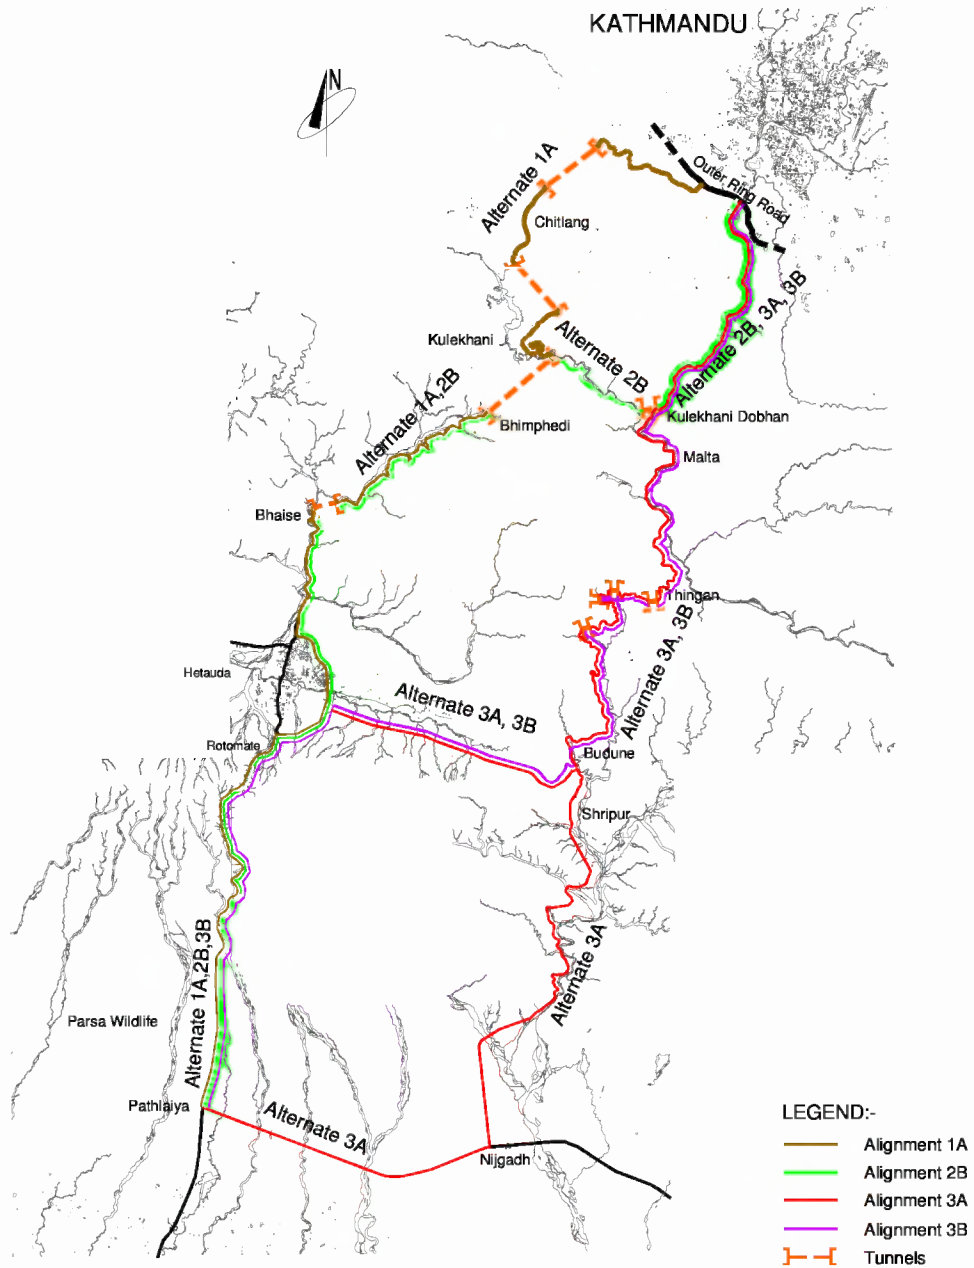 KATHMANDU
N
Alternate 1A
Outer Ring Road
Chitlang
Alternate 2B, 3A, 3B
Kulekhani
Alternate 2B
Alternate 1A,2B
Kulekhani Dobhan
Bhimphedi
Malta
Bhaise
Thingan
Alternate 3A, 3B
Hetauda
Alternate 3A, 3B
Rotomate
Budune
Shripur
Alternate 1A,2B,3B
Alternate 3A
Parsa Wildlife
Pathlaiya
Alternate 3A
Nijgadh
LEGEND:-
Alignment 1A
Alignment 2B
Alignment 3A
Alignment 3B
Tunnels